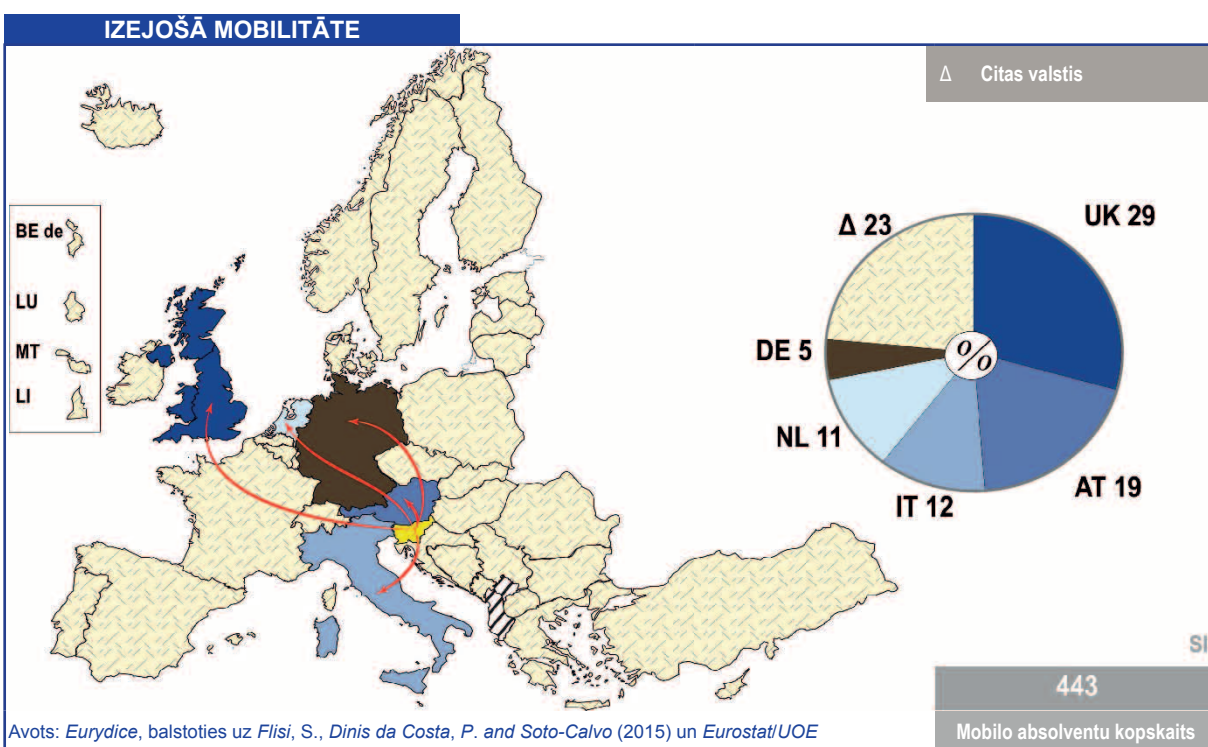 IZEJOŠĀ MOBILITĀTE
Δ Citas valstis
BE de
LU
MT
LI
Δ 23
UK 29
DE 5
%
NL 11
IT 12
AT 19
SI
443
Mobilo absolventu kopskaits
Avots: Eurydice, balstoties uz Flisi, S., Dinis da Costa, P. and Soto-Calvo (2015) un Eurostat/UOE